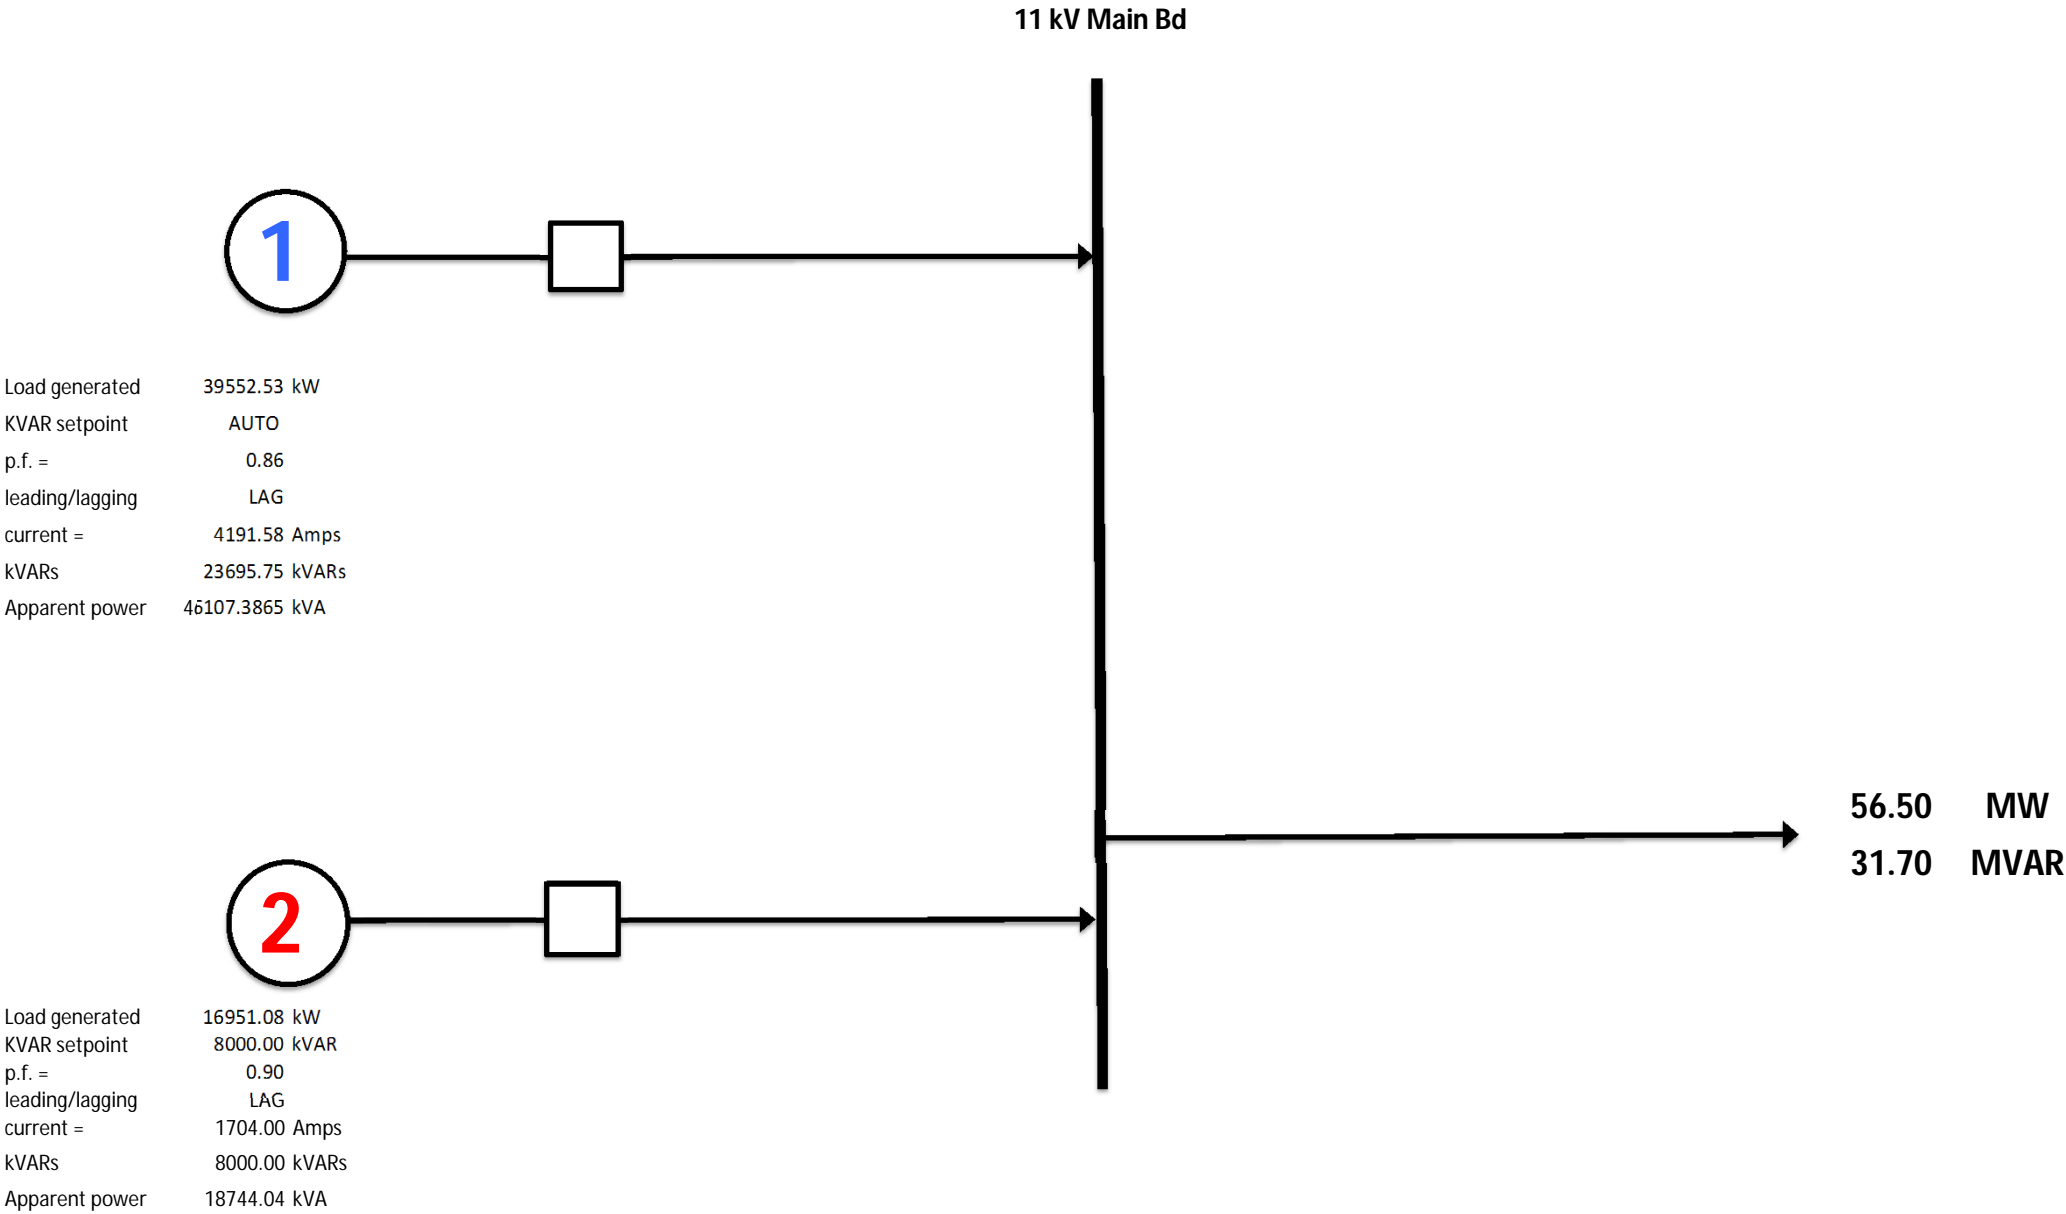 11 kV Main Bd
1
Load generated 39552.53 kW
KVAR setpoint AUTO
p.f. = 0.86
leading/lagging LAG
current = 4191.58 Amps
kVARs 23695.75 kVARs
Apparent power 46107.3865 kVA
56.50 MW
31.70 MVAR
2
Load generated 16951.08 kW
KVAR setpoint 8000.00 kVAR
p.f. = 0.90
leading/lagging LAG
current = 1704.00 Amps
kVARs 8000.00 kVARs
Apparent power 18744.04 kVA